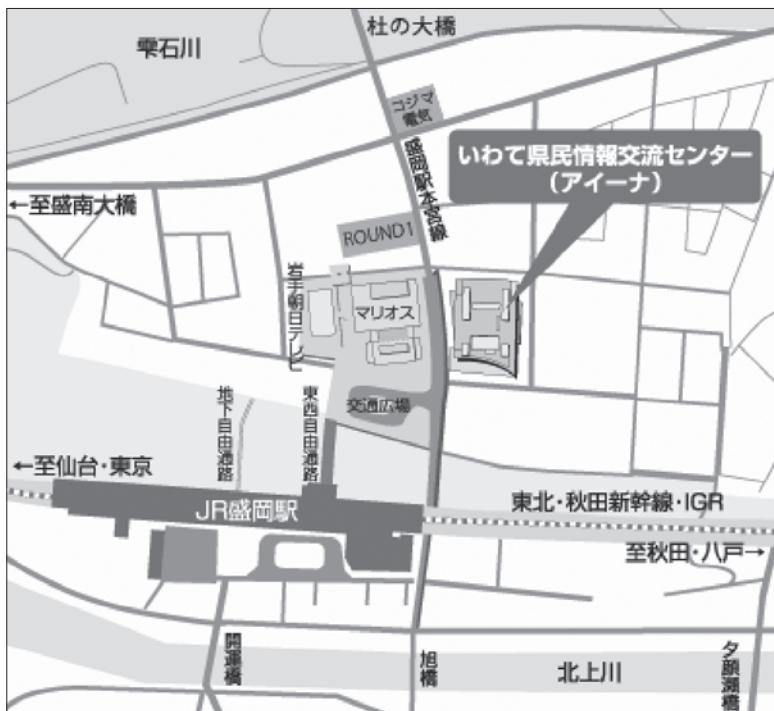 杜の大橋
雫石川
コジマ
電気
いわて県民情報交流センター
（アイーナ）
盛岡駅本宮線
←至盛南大橋
ROUND1
岩手朝日テレビ
マリオス
交通広場
地下自由通路
東西自由通路
←至仙台・東京
JR盛岡駅
東北・秋田新幹線・IGR
至秋田・八戸→
開運橋
旭橋
北上川
夕顔瀬橋